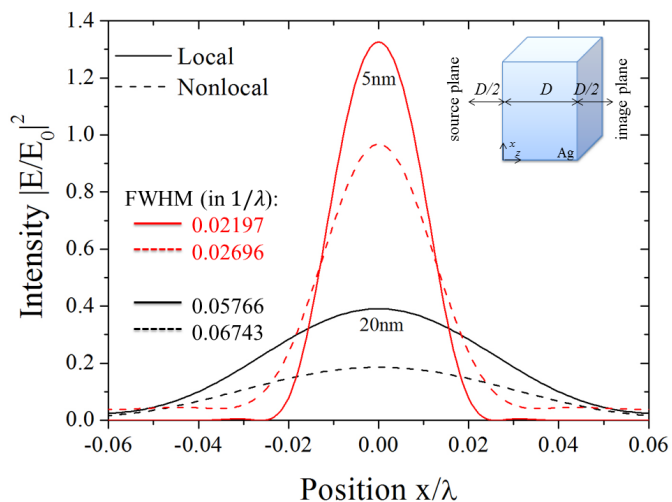 1.4
1.2
1.0
0.8
0.6
0.4
0.2
0.0
Intensity |E/E₀|²
Local
Nonlocal
5nm
FWHM (in 1/λ):
0.02197
0.02696
0.05766
0.06743
20nm
source plane
D/2
D
D/2
image plane
x
z
Ag
-0.06 -0.04 -0.02 0.00 0.02 0.04 0.06
Position x/λ